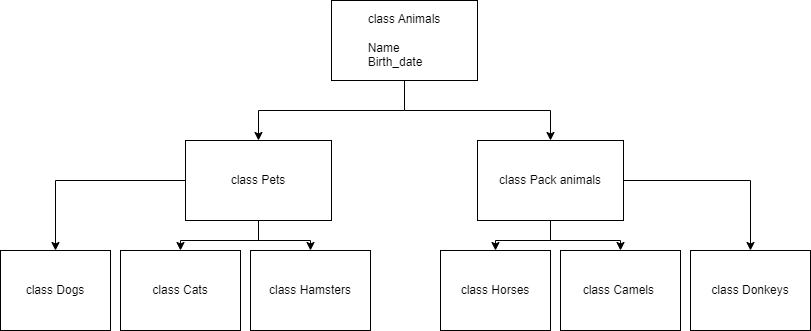 class Animals
Name
Birth_date
class Pets
class Pack animals
class Dogs
class Cats
class Hamsters
class Horses
class Camels
class Donkeys